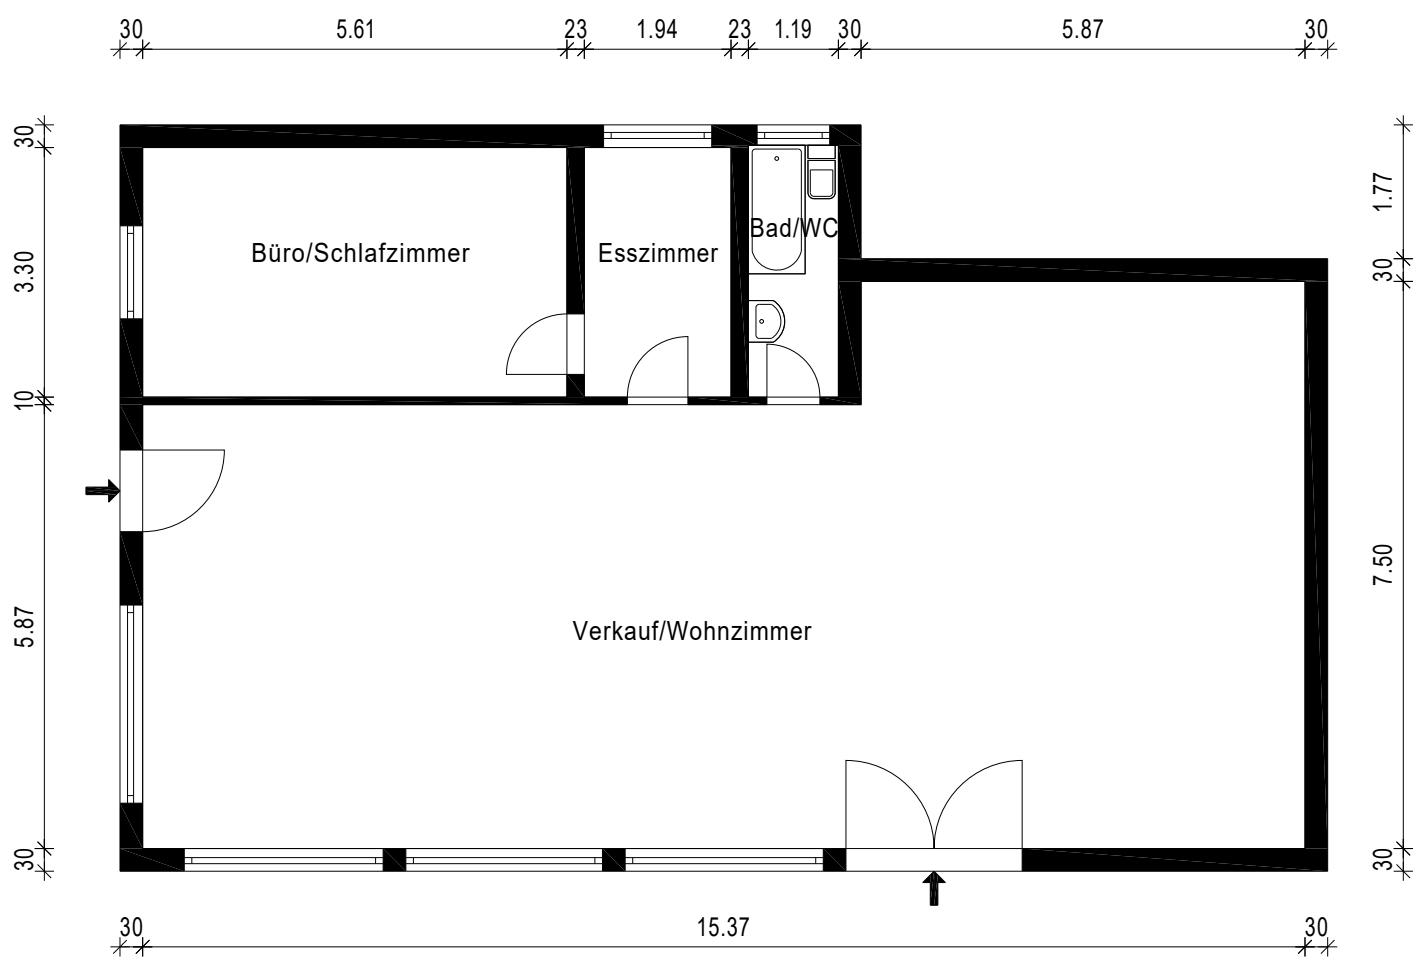 30 5.61 23 1.94 23 1.19 30 5.87 30
30
1.77
Bad/WC
Büro/Schlafzimmer Esszimmer
3.30
30
10
7.50
5.87
Verkauf/Wohnzimmer
30
30
30 15.37 30